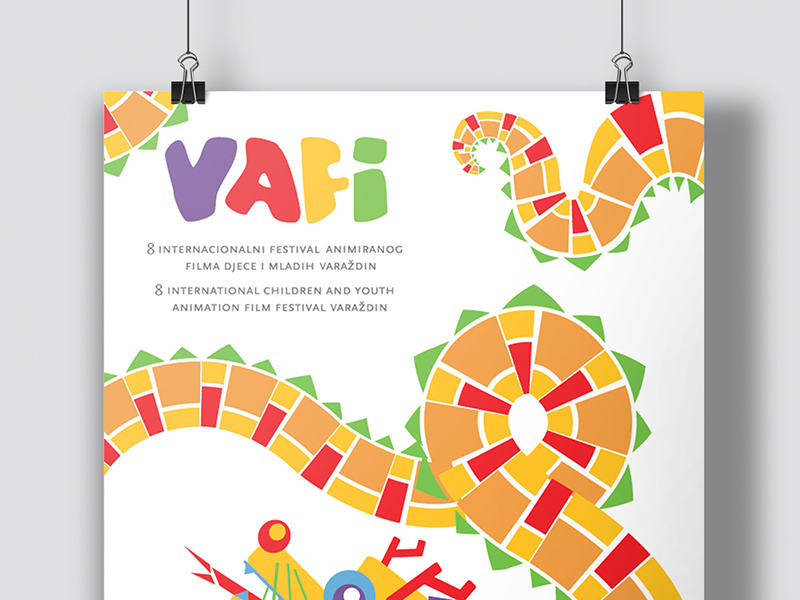 VAFi
8 INTERNACIONALNI FESTIVAL ANIMIRANOG
FILMA DJECE I MLADIH VARAŽDIN
8 INTERNATIONAL CHILDREN AND YOUTH
ANIMATION FILM FESTIVAL VARAŽDIN